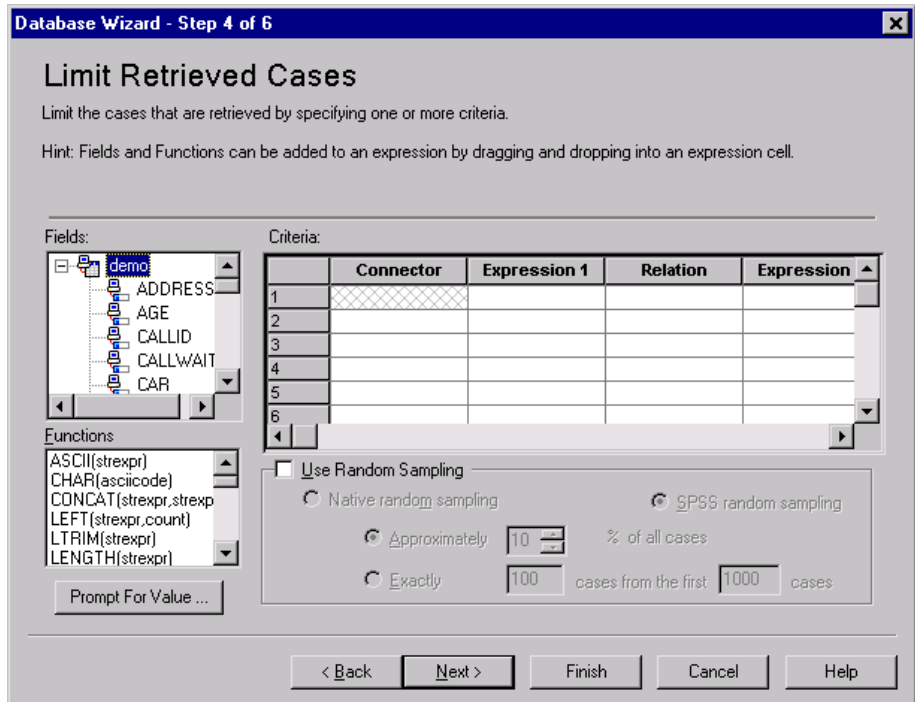 Database Wizard - Step 4 of 6
Limit Retrieved Cases
Limit the cases that are retrieved by specifying one or more criteria.
Hint: Fields and Functions can be added to an expression by dragging and dropping into an expression cell.
Fields:
demo
ADDRESS
AGE
CALLID
CALLWAIT
CAR
Functions
ASCII(strexpr)
CHAR(asciicode)
CONCAT(strexpr,strexp
LEFT(strexpr,count)
LTRIM(strexpr)
LENGTH(strexpr)
Prompt For Value ...
Criteria:
Connector Expression 1 Relation Expression
1
2
3
4
5
6
Use Random Sampling
Native random sampling SPSS random sampling
Approximately 10 % of all cases
Exactly 100 cases from the first 1000 cases
< Back Next > Finish Cancel Help